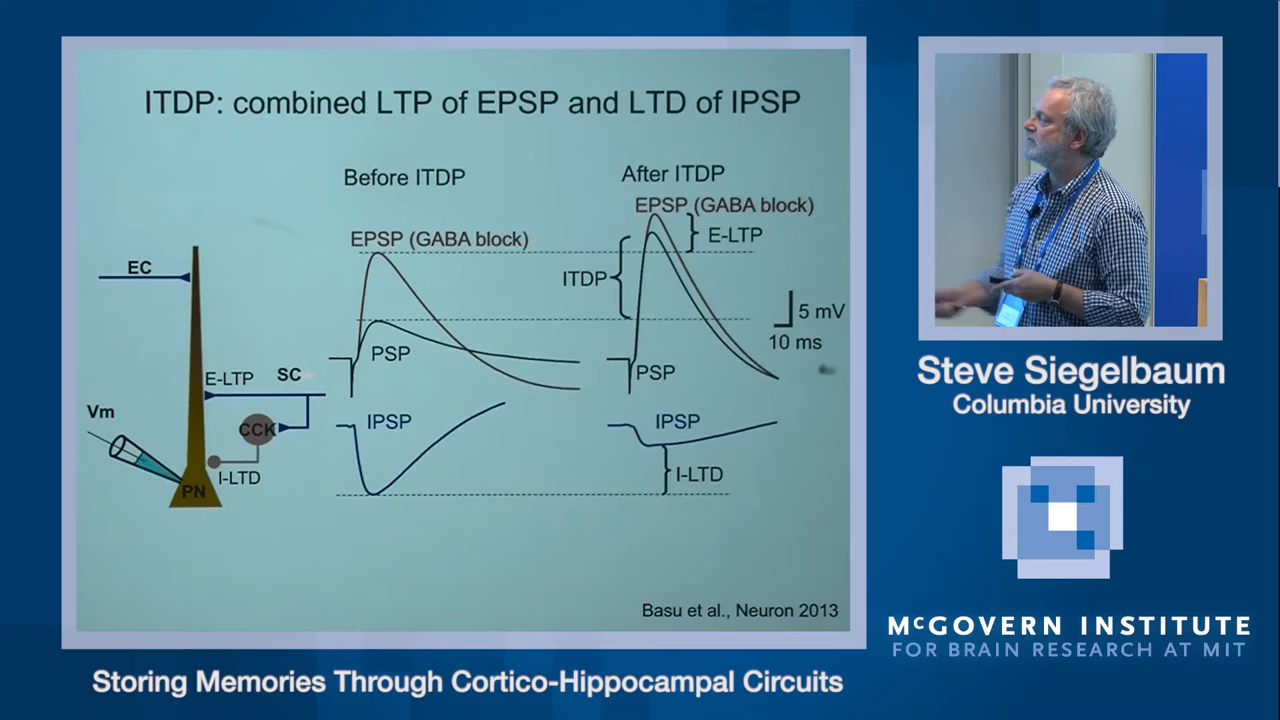 ITDP: combined LTP of EPSP and LTD of IPSP
Before ITDP
After ITDP
EPSP (GABA block)
EPSP (GABA block)
E-LTP
ITDP
5 mV
10 ms
PSP
PSP
EC
E-LTP
SC
Vm
CCK
I-LTD
PN
IPSP
IPSP
I-LTD
Basu et al., Neuron 2013
Storing Memories Through Cortico-Hippocampal Circuits
Steve Siegelbaum
Columbia University
McGOVERN INSTITUTE
FOR BRAIN RESEARCH AT MIT